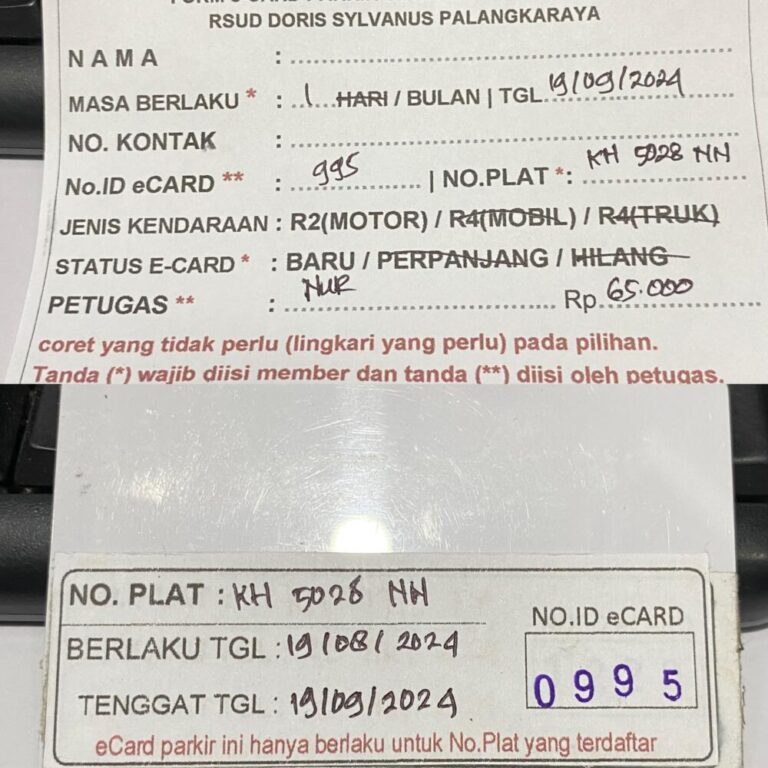 RSUD DORIS SYLVANUS PALANGKARAYA
NAMA :
MASA BERLAKU * : 1 HARI / BULAN | TGL 19/09/2024
NO. KONTAK :
No.ID eCARD ** : 995 | NO.PLAT *: KH 5028 NN
JENIS KENDARAAN : R2(MOTOR) / R4(MOBIL) / R4(TRUK)
STATUS E-CARD * : BARU / PERPANJANG / HILANG
PETUGAS ** : NUR Rp. 65.000
coret yang tidak perlu (lingkari yang perlu) pada pilihan.
Tanda (*) wajib diisi member dan tanda (**) diisi oleh petugas.
NO. PLAT : KH 5028 NN
BERLAKU TGL : 19/08/2024
TENGGAT TGL : 19/09/2024
NO.ID eCARD
0995
eCard parkir ini hanya berlaku untuk No.Plat yang terdaftar